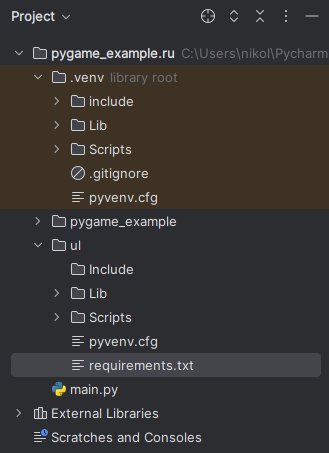 Project
pygame_example.ru C:\Users\nikol\Pycharm
.venv library root
include
Lib
Scripts
.gitignore
pyvenv.cfg
pygame_example
ul
Include
Lib
Scripts
pyvenv.cfg
requirements.txt
main.py
External Libraries
Scratches and Consoles